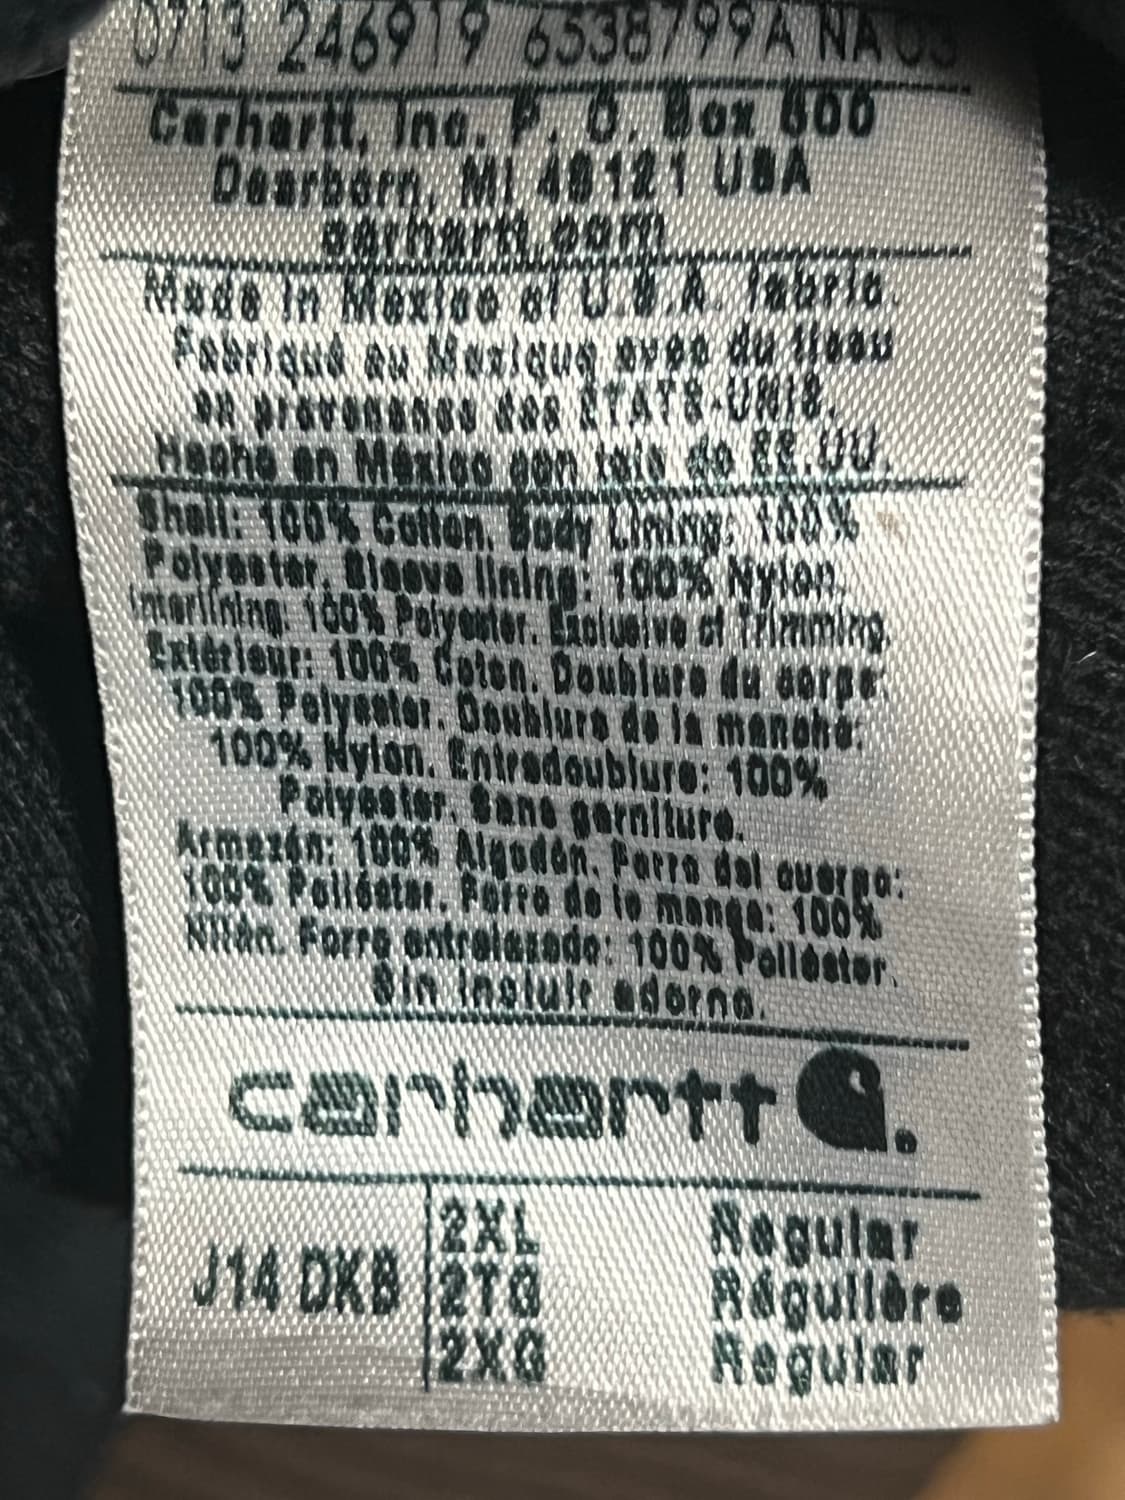 0713 246919 6538799A NA 03
Carhartt, Inc. P. O. Box 600
Dearborn, MI 48121 USA
carhartt.com
Made in Mexico of U.S.A. fabric.
Fabriqué au Mexique avec du tissu
en provenance des ETATS-UNIS.
Hecho en México con tela de EE.UU.
Shell: 100% Cotton. Body Lining: 100%
Polyester. Sleeve lining: 100% Nylon.
Interlining: 100% Polyester. Exclusive of Trimming.
Extérieur: 100% Coton. Doublure du corps:
100% Polyester. Doublure de la manche:
100% Nylon. Entredoublure: 100%
Polyester. Sans garniture.
Armazón: 100% Algodón. Forro del cuerpo:
100% Poliéster. Forro de la manga: 100%
Nilón. Forro entrelazado: 100% Poliéster.
Sin incluir adorno.
carhartt
J14 DKB
2XL Regular
2TG Régulière
2XG Regular